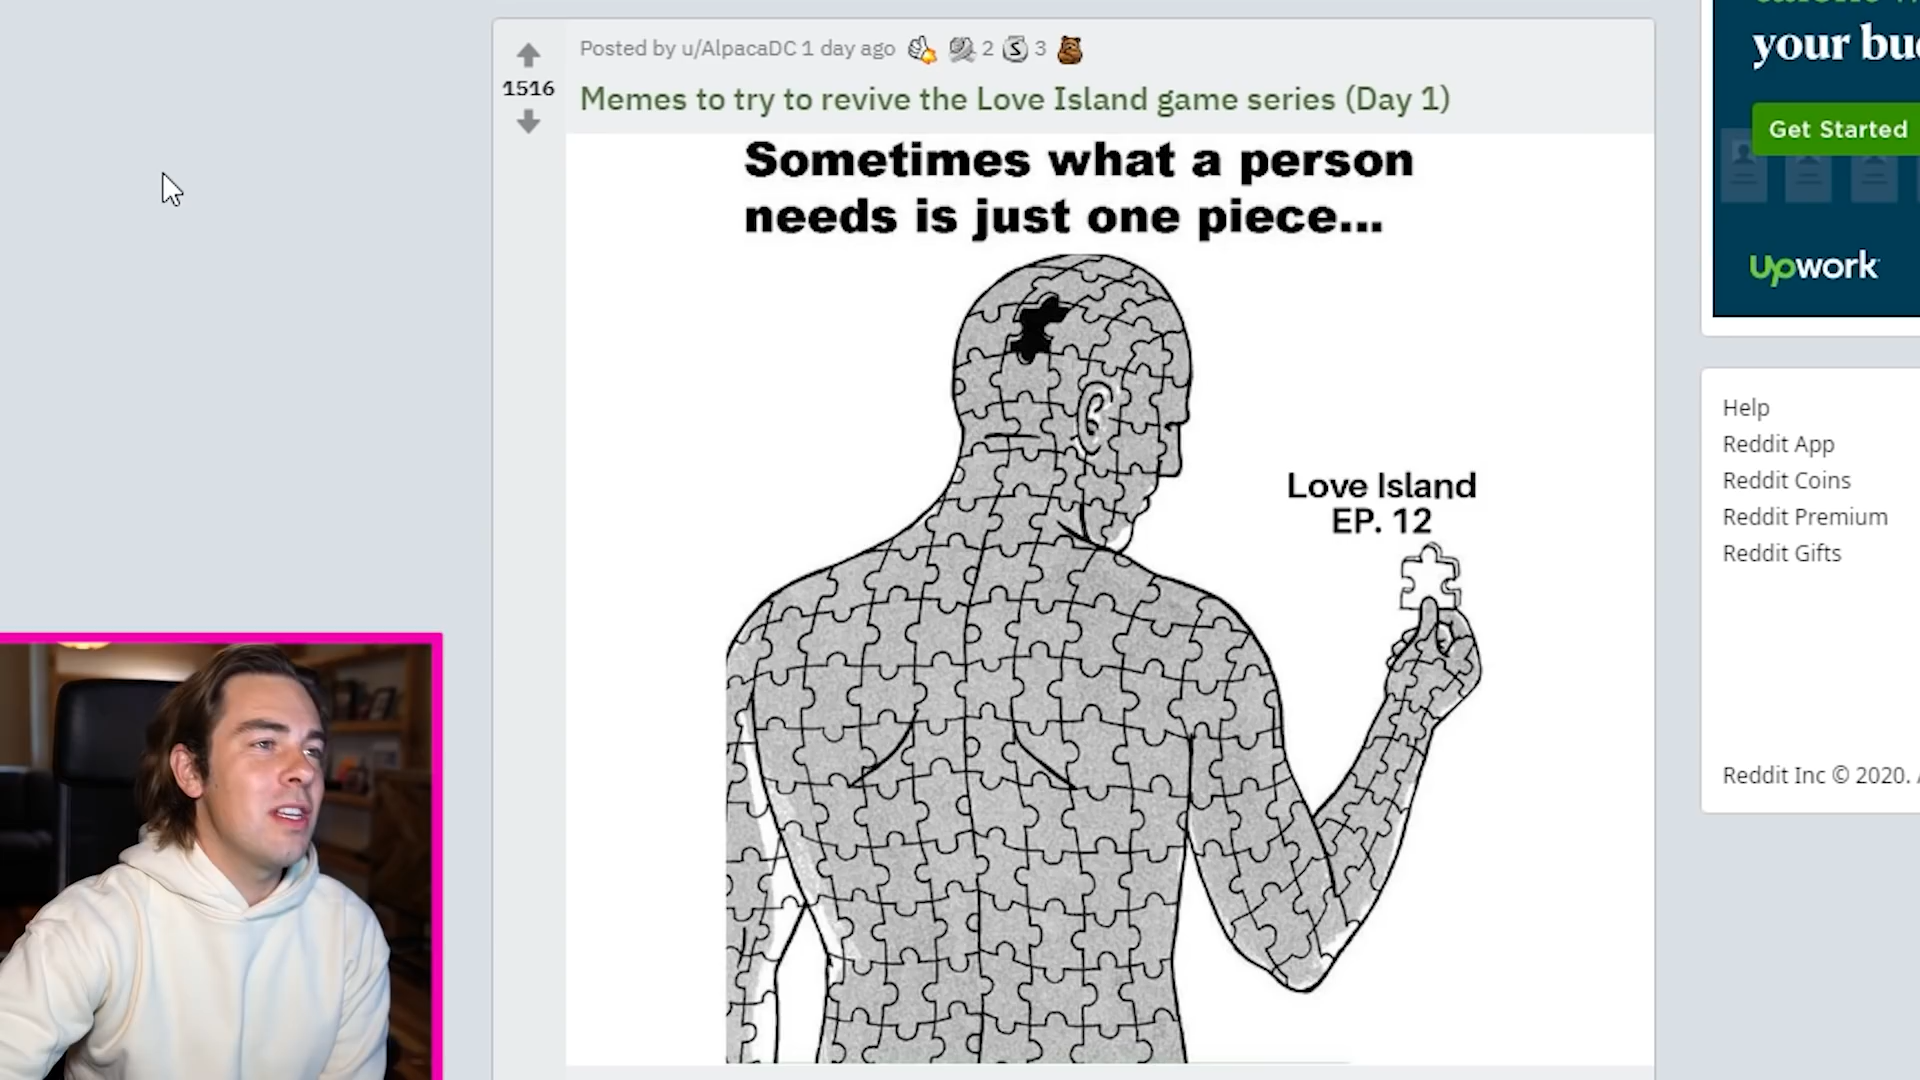 Posted by u/AlpacaDC 1 day ago 2 3
1516
Memes to try to revive the Love Island game series (Day 1)
Sometimes what a person
needs is just one piece...
Love Island
EP. 12
Get Started
Upwork
Help
Reddit App
Reddit Coins
Reddit Premium
Reddit Gifts
Reddit Inc © 2020.